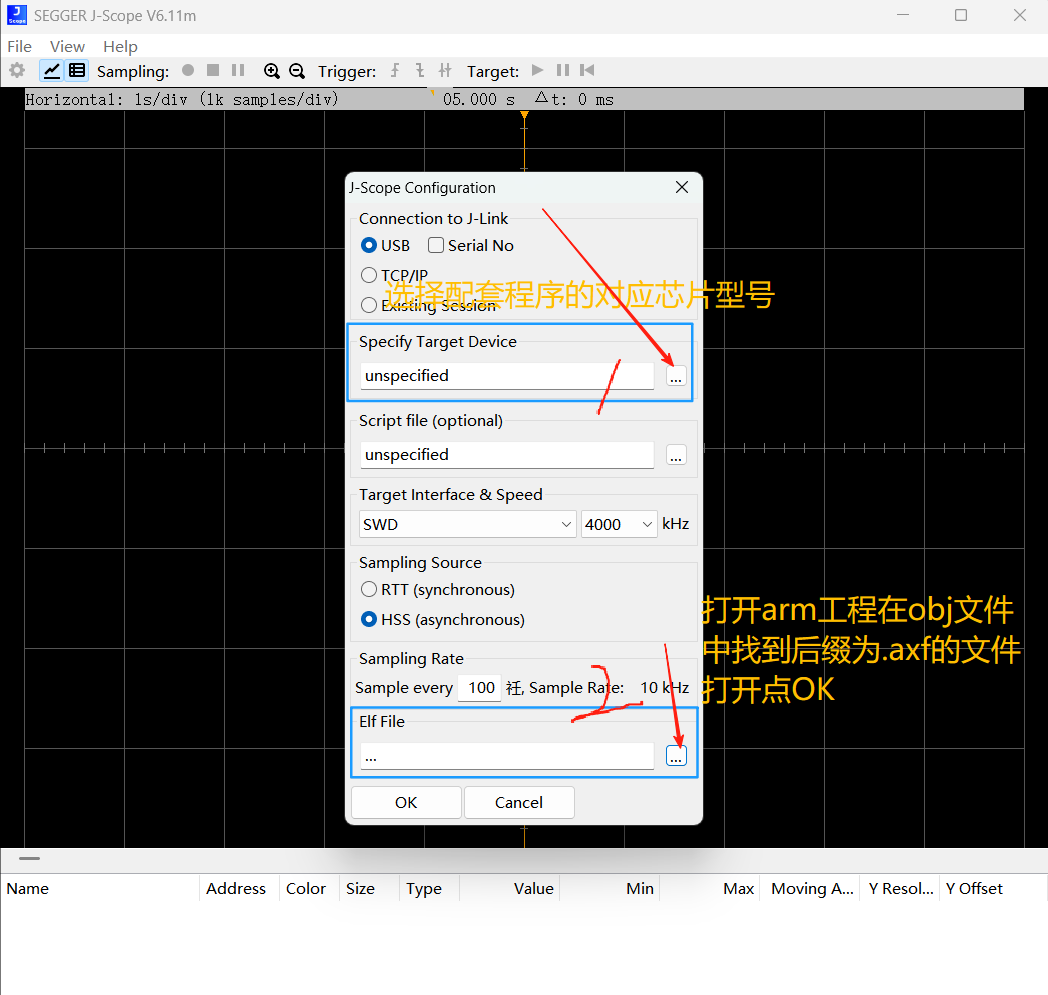 J Scope SEGGER J-Scope V6.11m
File View Help
Sampling: Trigger: Target:
Horizontal: 1s/div (1k samples/div) 05.000 s △t: 0 ms
J-Scope Configuration
Connection to J-Link
USB Serial No
TCP/IP
选择配套程序的对应芯片型号
Existing Session
Specify Target Device
unspecified ...
Script file (optional)
unspecified ...
Target Interface & Speed
SWD 4000 kHz
Sampling Source
RTT (synchronous)
HSS (asynchronous)
打开arm工程在obj文件
中找到后缀为.axf的文件
打开点OK
Sampling Rate
Sample every 100 衽, Sample Rate: 10 kHz
Elf File
... ...
OK Cancel
Name Address Color Size Type Value Min Max Moving A... Y Resol... Y Offset